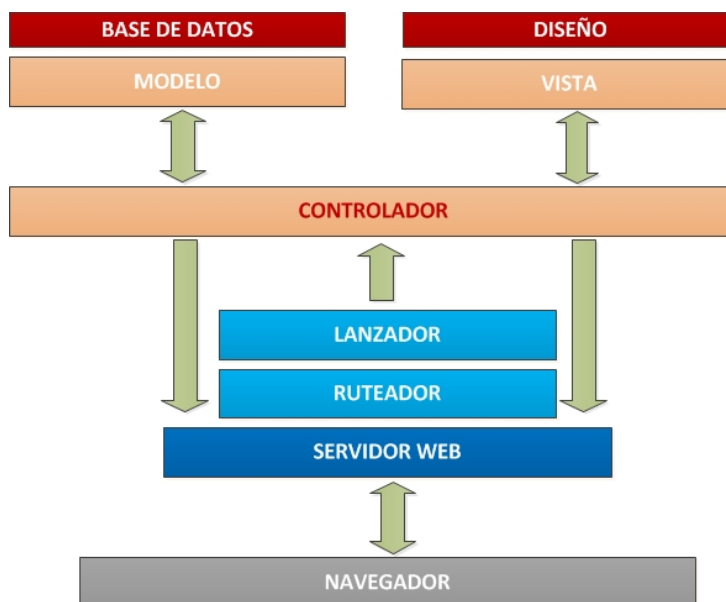 BASE DE DATOS
DISEÑO
MODELO
VISTA
CONTROLADOR
LANZADOR
RUTEADOR
SERVIDOR WEB
NAVEGADOR